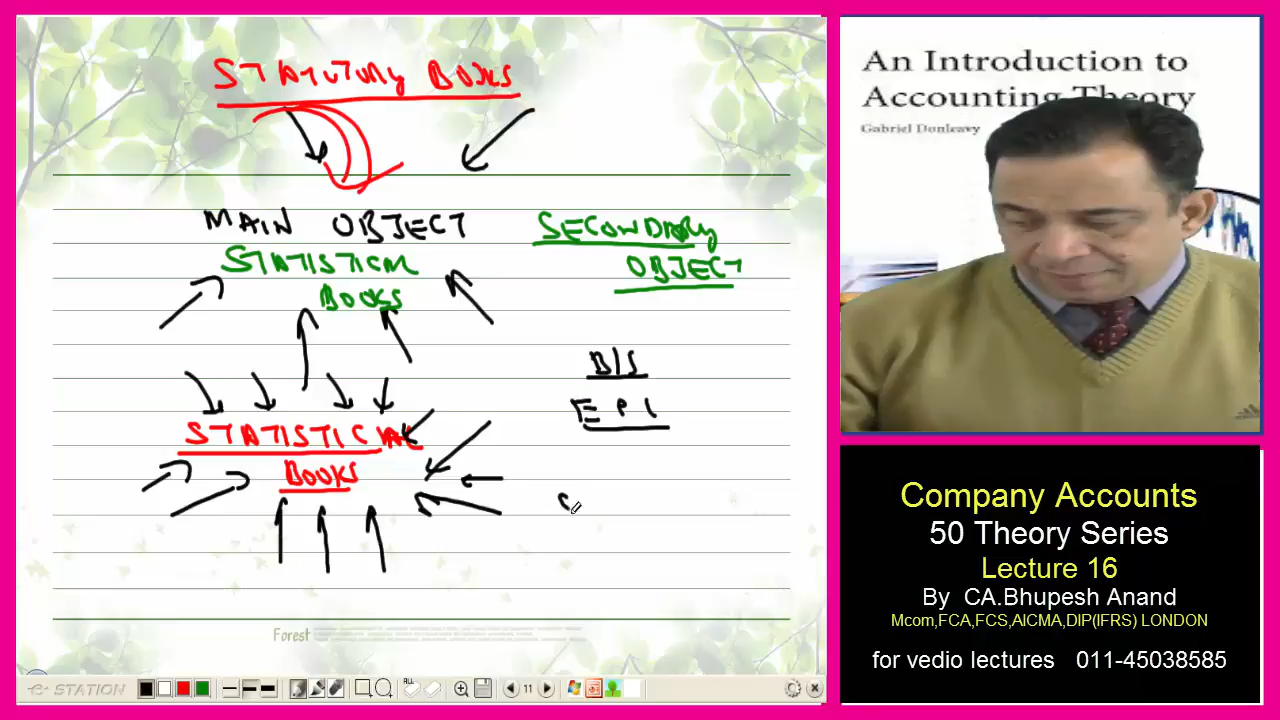 STATUTORY BOOKS
MAIN OBJECT
STATISTICAL
BOOKS
SECONDARY
OBJECT
B/S
STATISTICAL
BOOKS
Forest
e-STATION
ALL
11
An Introduction to
Accounting Theory
Gabriel Donleavy
Company Accounts
50 Theory Series
Lecture 16
By CA.Bhupesh Anand
Mcom,FCA,FCS,AICMA,DIP(IFRS) LONDON
for vedio lectures 011-45038585